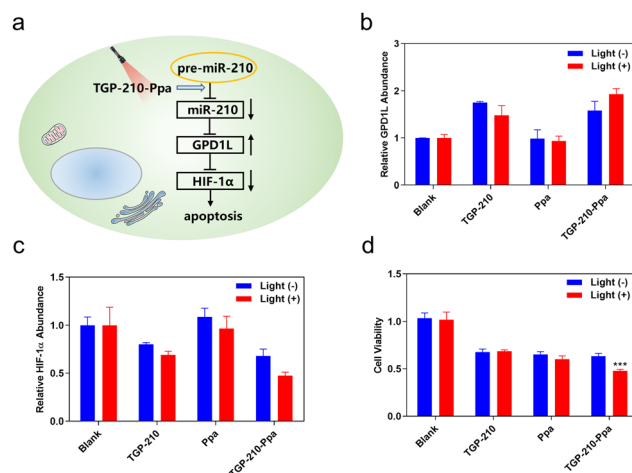 a
pre-miR-210
TGP-210-Ppa
miR-210
GPD1L
HIF-1α
apoptosis
b
Relative GPD1L Abundance
3
2
1
0
Light (-)
Light (+)
Blank
TGP-210
Ppa
TGP-210-Ppa
c
Relative HIF-1α Abundance
1.5
1.0
0.5
0.0
Light (-)
Light (+)
Blank
TGP-210
Ppa
TGP-210-Ppa
d
Cell Viability
1.5
1.0
0.5
0.0
Light (-)
Light (+)
***
Blank
TGP-210
Ppa
TGP-210-Ppa